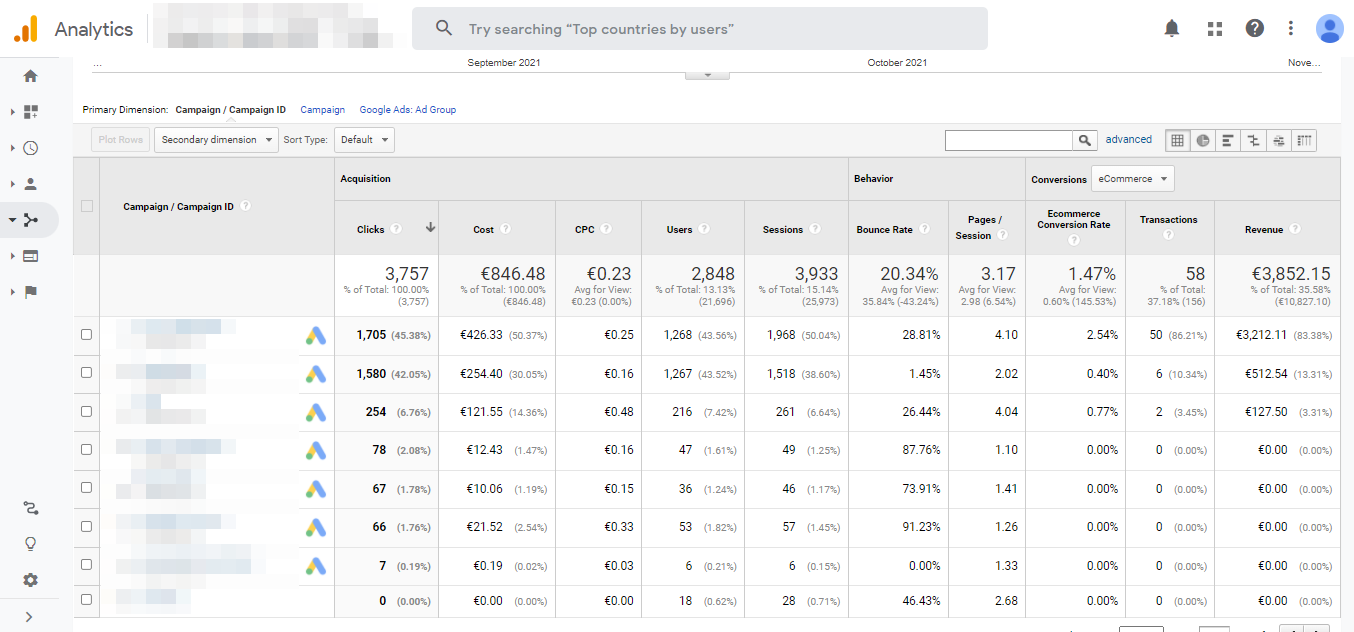 Analytics
Try searching “Top countries by users”
...
September 2021 October 2021 Nove...
Primary Dimension: Campaign / Campaign ID Campaign Google Ads: Ad Group
Plot Rows Secondary dimension Sort Type: Default advanced
Acquisition Behavior Conversions eCommerce
Campaign / Campaign ID ?
Clicks ? Cost ? CPC ? Users ? Sessions ? Bounce Rate ? Pages / Session ? Ecommerce Conversion Rate ? Transactions ? Revenue ?
3,757 €846.48 €0.23 2,848 3,933 20.34% 3.17 1.47% 58 €3,852.15
% of Total: 100.00% % of Total: 100.00% Avg for View: % of Total: 13.13% % of Total: 15.14% Avg for View: Avg for View: Avg for View: % of Total: % of Total: 35.58%
(3,757) (€846.48) €0.23 (0.00%) (21,696) (25,973) 35.84% (-43.24%) 2.98 (6.54%) 0.60% (145.53%) 37.18% (156) (€10,827.10)
1,705 (45.38%) €426.33 (50.37%) €0.25 1,268 (43.56%) 1,968 (50.04%) 28.81% 4.10 2.54% 50 (86.21%) €3,212.11 (83.38%)
1,580 (42.05%) €254.40 (30.05%) €0.16 1,267 (43.52%) 1,518 (38.60%) 1.45% 2.02 0.40% 6 (10.34%) €512.54 (13.31%)
254 (6.76%) €121.55 (14.36%) €0.48 216 (7.42%) 261 (6.64%) 26.44% 4.04 0.77% 2 (3.45%) €127.50 (3.31%)
78 (2.08%) €12.43 (1.47%) €0.16 47 (1.61%) 49 (1.25%) 87.76% 1.10 0.00% 0 (0.00%) €0.00 (0.00%)
67 (1.78%) €10.06 (1.19%) €0.15 36 (1.24%) 46 (1.17%) 73.91% 1.41 0.00% 0 (0.00%) €0.00 (0.00%)
66 (1.76%) €21.52 (2.54%) €0.33 53 (1.82%) 57 (1.45%) 91.23% 1.26 0.00% 0 (0.00%) €0.00 (0.00%)
7 (0.19%) €0.19 (0.02%) €0.03 6 (0.21%) 6 (0.15%) 0.00% 1.33 0.00% 0 (0.00%) €0.00 (0.00%)
0 (0.00%) €0.00 (0.00%) €0.00 18 (0.62%) 28 (0.71%) 46.43% 2.68 0.00% 0 (0.00%) €0.00 (0.00%)